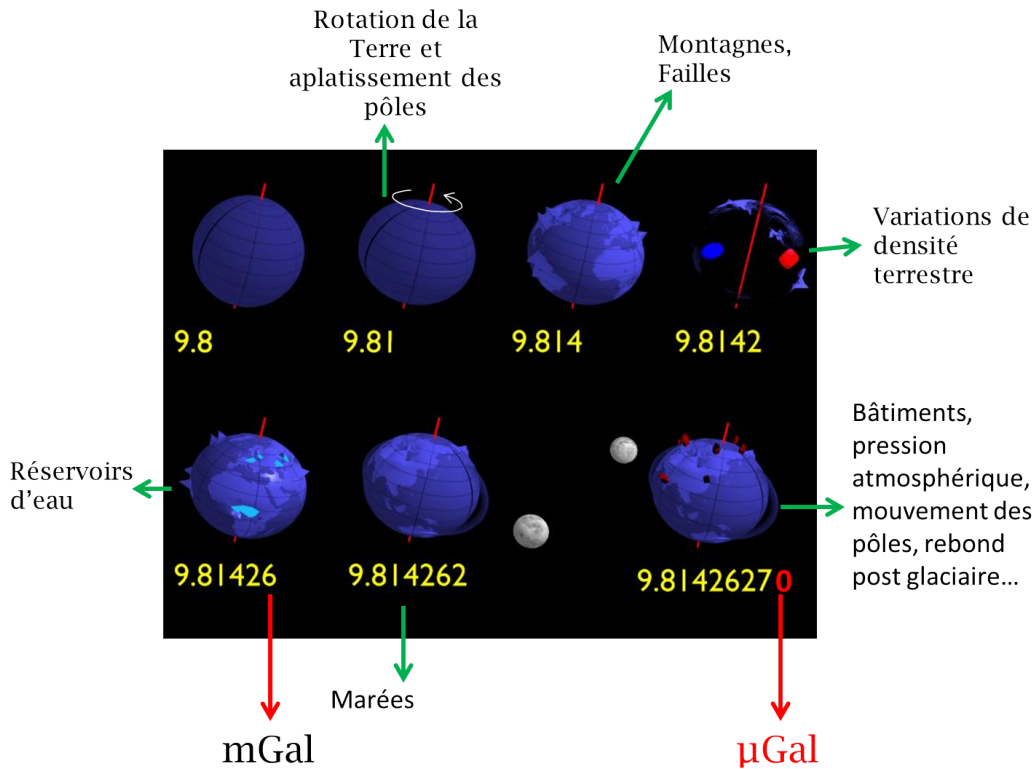 Rotation de la
Terre et
aplatissement des
pôles
Montagnes,
Failles
Variations de
densité
terrestre
9.8
9.81
9.814
9.8142
Réservoirs
d'eau
Bâtiments,
pression
atmosphérique,
mouvement des
pôles, rebond
post glaciaire...
9.81426
9.814262
9.81426270
Marées
mGal
µGal